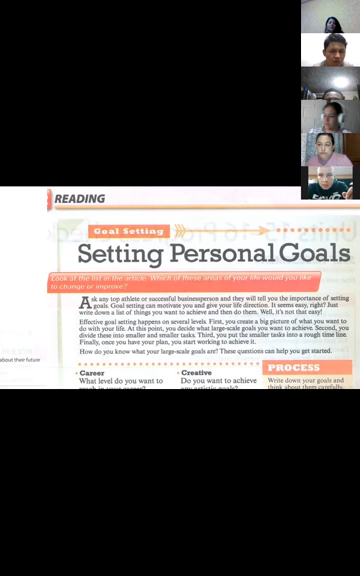 READING
Goal Setting
Setting Personal Goals
Look at the list in the article. Which of these areas of your life would you like
to change or improve?
Ask any top athlete or successful businessperson and they will tell you the importance of setting
goals. Goal setting can motivate you and give your life direction. It seems easy, right? Just
write down a list of things you want to achieve and then do them. Well, it's not that easy!
Effective goal setting happens on several levels. First, you create a big picture of what you want to
do with your life. At this point, you decide what large-scale goals you want to achieve. Second, you
divide these into smaller and smaller tasks. Third, you put the smaller tasks into a rough time line.
Finally, once you have your plan, you start working to achieve it.
about their future
How do you know what your large-scale goals are? These questions can help you get started.
• Career
What level do you want to
reach in your career?
• Creative
Do you want to achieve
any artistic goals?
PROCESS
Write down your goals and
think about them carefully.